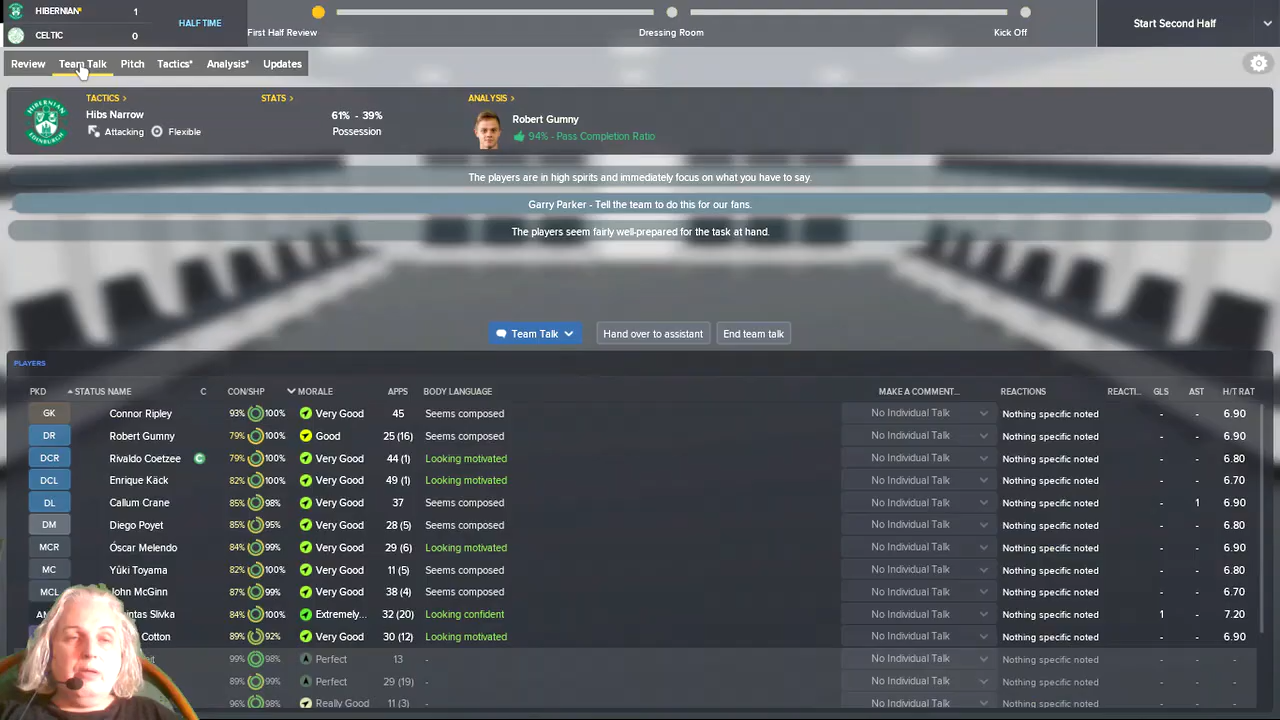 HIBERNIAN 1
CELTIC 0
HALF TIME
First Half Review
Dressing Room
Kick Off
Start Second Half
Review Team Talk Pitch Tactics* Analysis* Updates
TACTICS > STATS > ANALYSIS >
Hibs Narrow
Attacking Flexible
61% - 39%
Possession
Robert Gumny
94% - Pass Completion Ratio
The players are in high spirits and immediately focus on what you have to say.
Garry Parker - Tell the team to do this for our fans.
The players seem fairly well-prepared for the task at hand.
Team Talk Hand over to assistant End team talk
PLAYERS
PKD STATUS NAME C CON/SHP MORALE APPS BODY LANGUAGE MAKE A COMMENT... REACTIONS REACTI... GLS AST H/T RAT
GK Connor Ripley 93% 100% Very Good 45 Seems composed No Individual Talk Nothing specific noted - - 6.90
DR Robert Gumny 79% 100% Good 25 (16) Seems composed No Individual Talk Nothing specific noted - - 6.90
DCR Rivaldo Coetzee C 79% 100% Very Good 44 (1) Looking motivated No Individual Talk Nothing specific noted - - 6.80
DCL Enrique Käck 82% 100% Very Good 49 (1) Looking motivated No Individual Talk Nothing specific noted - - 6.70
DL Callum Crane 85% 98% Very Good 37 Seems composed No Individual Talk Nothing specific noted - 1 6.90
DM Diego Poyet 85% 95% Very Good 28 (5) Seems composed No Individual Talk Nothing specific noted - - 6.80
MCR Óscar Melendo 84% 99% Very Good 29 (6) Looking motivated No Individual Talk Nothing specific noted - - 6.90
MC Yūki Toyama 82% 100% Very Good 11 (5) Seems composed No Individual Talk Nothing specific noted - - 6.80
MCL John McGinn 87% 99% Very Good 38 (4) Seems composed No Individual Talk Nothing specific noted - - 6.70
Slivka 84% 100% Extremely... 32 (20) Looking confident No Individual Talk Nothing specific noted 1 - 7.20
Cotton 89% 92% Very Good 30 (12) Looking motivated No Individual Talk Nothing specific noted - - 6.90
99% 98% Perfect 13 - No Individual Talk Nothing specific noted - - -
89% 99% Perfect 29 (19) - No Individual Talk Nothing specific noted - - -
96% 98% Really Good 11 (3) - No Individual Talk Nothing specific noted - - -